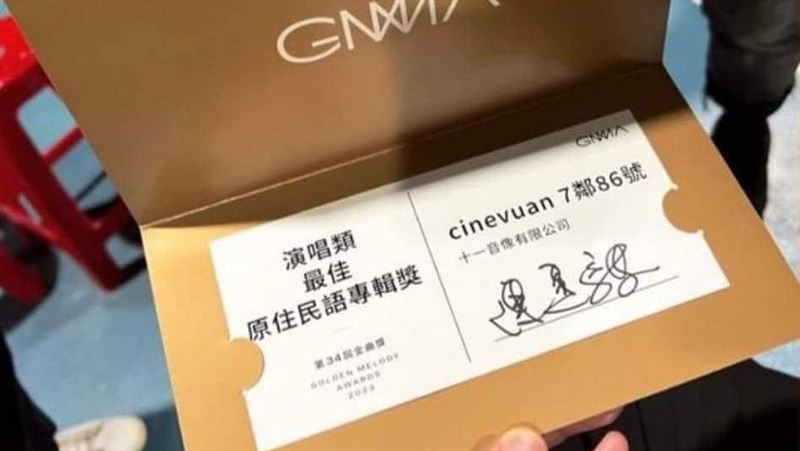 GMA
GMA
演唱類
最佳
原住民語專輯獎
第34屆金曲獎
GOLDEN MELODY
AWARDS
2023
cinevuan 7鄰86號
十一音像有限公司